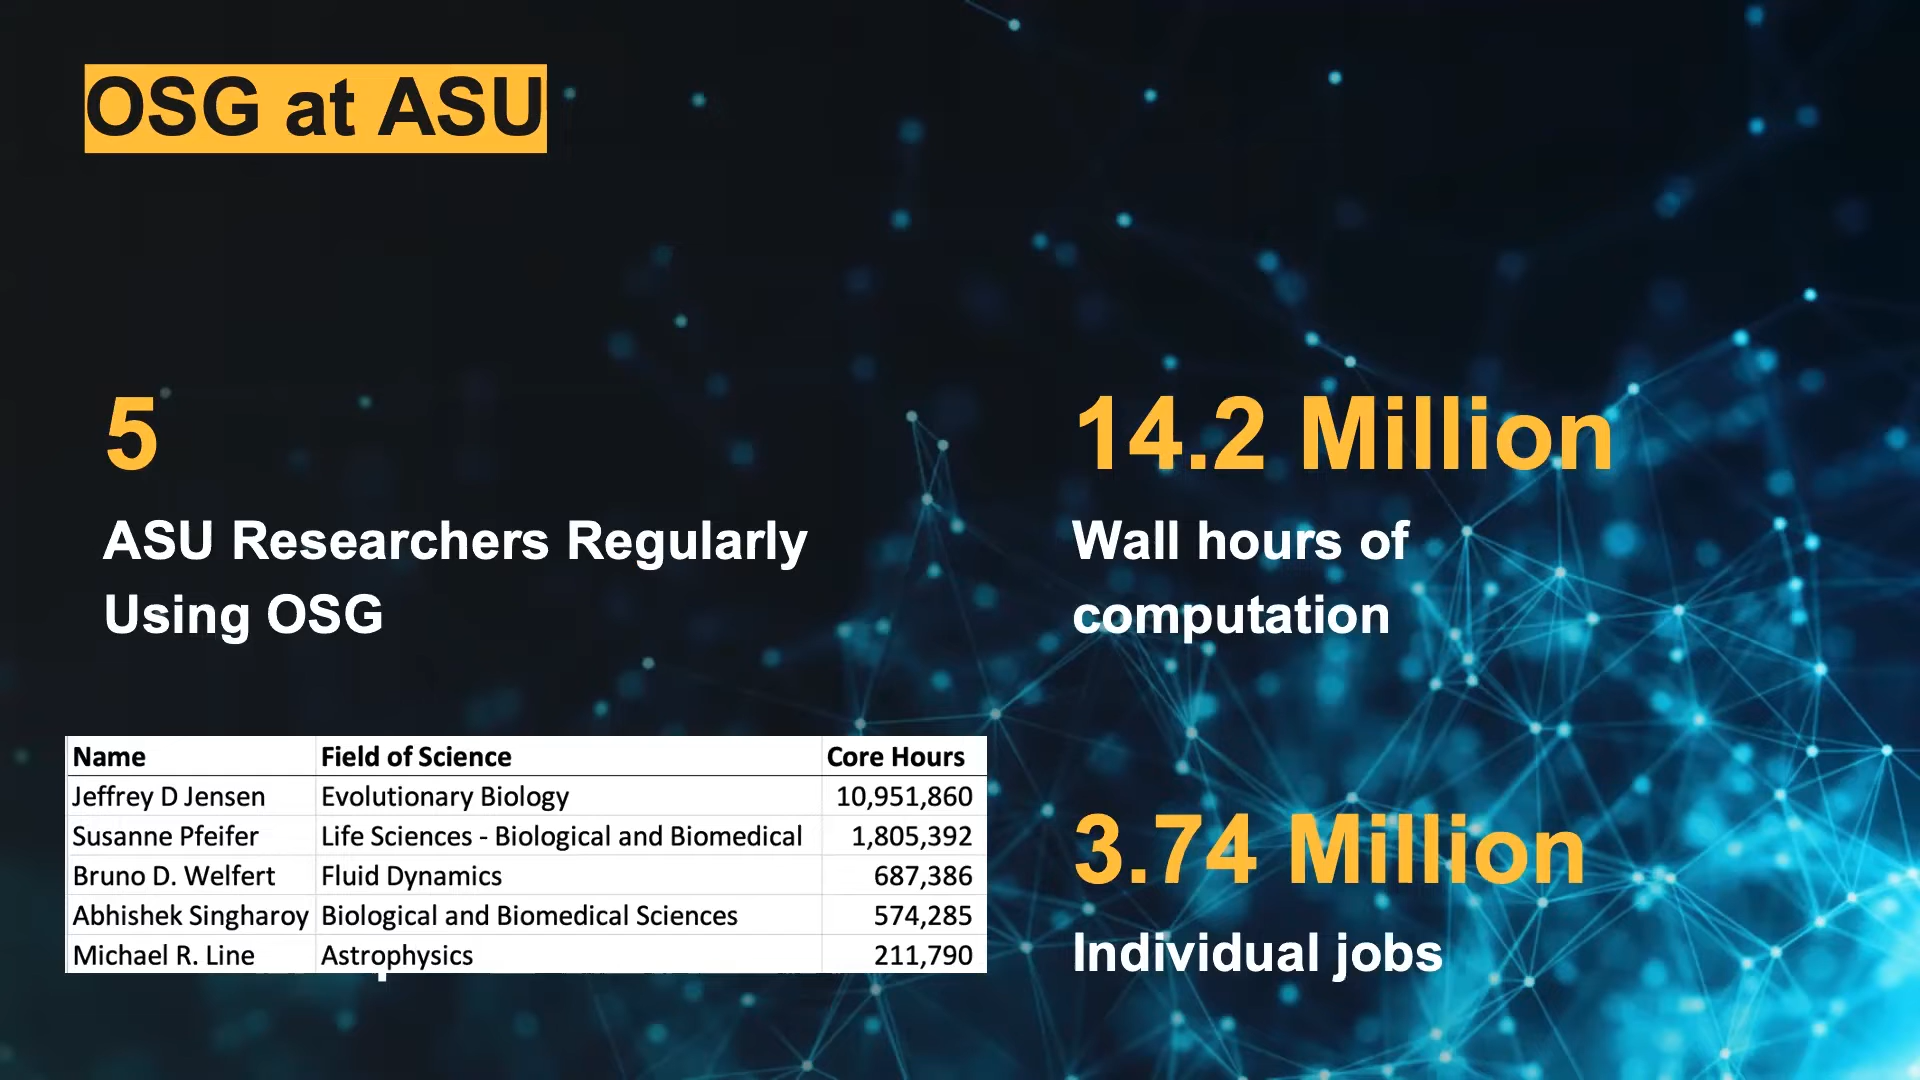 OSG at ASU
5
ASU Researchers Regularly
Using OSG
14.2 Million
Wall hours of
computation
Name Field of Science Core Hours
Jeffrey D Jensen Evolutionary Biology 10,951,860
Susanne Pfeifer Life Sciences - Biological and Biomedical 1,805,392
Bruno D. Welfert Fluid Dynamics 687,386
Abhishek Singharoy Biological and Biomedical Sciences 574,285
Michael R. Line Astrophysics 211,790
3.74 Million
Individual jobs